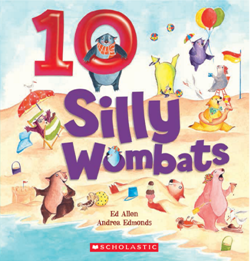 10
Silly
Wombats
Ed Allen
Andrea Edmonds
SCHOLASTIC